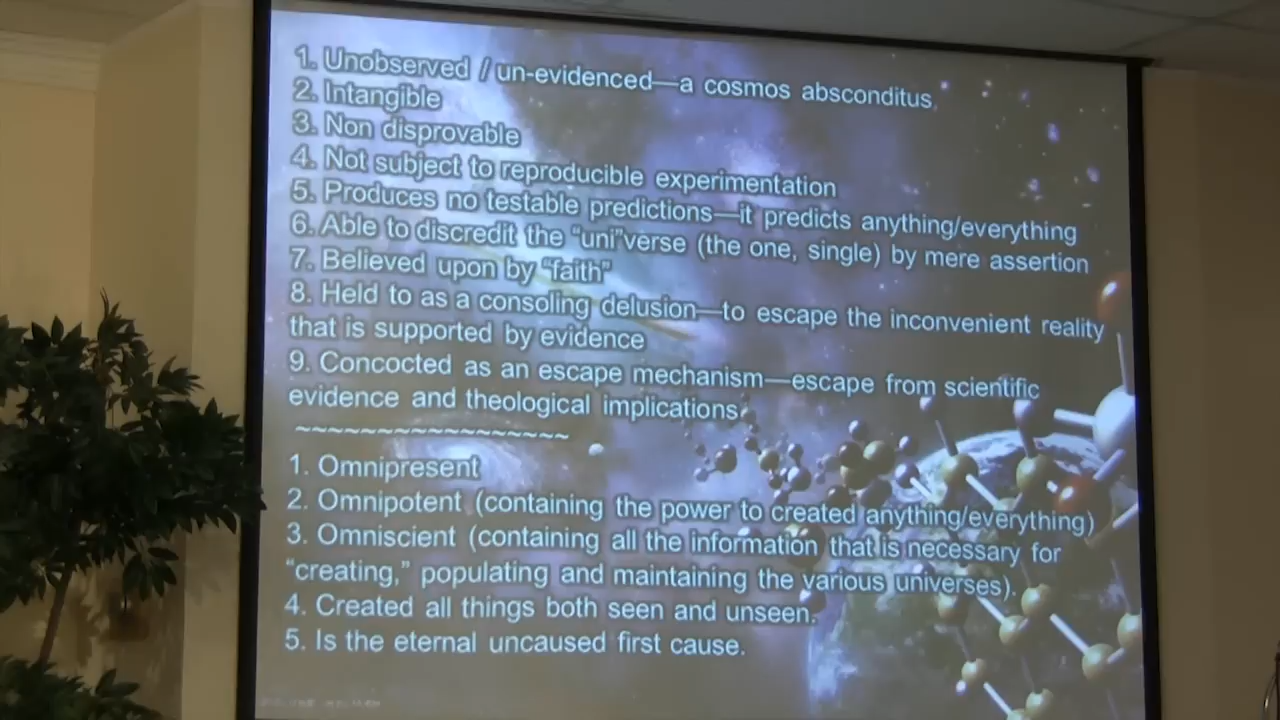 1. Unobserved / un-evidenced—a cosmos absconditus
2. Intangible
3. Non disprovable
4. Not subject to reproducible experimentation
5. Produces no testable predictions—it predicts anything/everything
6. Able to discredit the "uni"verse (the one, single) by mere assertion
7. Believed upon by "faith"
8. Held to as a consoling delusion—to escape the inconvenient reality
that is supported by evidence
9. Concocted as an escape mechanism—escape from scientific
evidence and theological implications
~~~~~~~~~~~~~~~~~
1. Omnipresent
2. Omnipotent (containing the power to created anything/everything)
3. Omniscient (containing all the information that is necessary for
"creating," populating and maintaining the various universes).
4. Created all things both seen and unseen.
5. Is the eternal uncaused first cause.